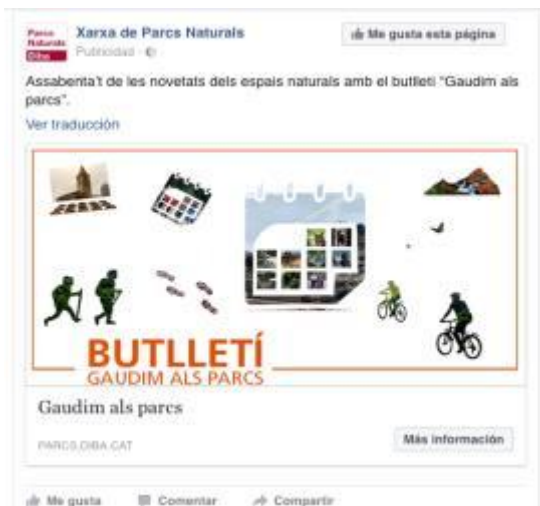 Parcs
Naturals
Diba
Xarxa de Parcs Naturals
Publicidad ·
Me gusta esta página
Assabenta't de les novetats dels espais naturals amb el butlletí "Gaudim als
parcs".
Ver traducción
BUTLLETÍ
GAUDIM ALS PARCS
Gaudim als parcs
PARCS.DIBA.CAT
Más información
Me gusta
Comentar
Compartir